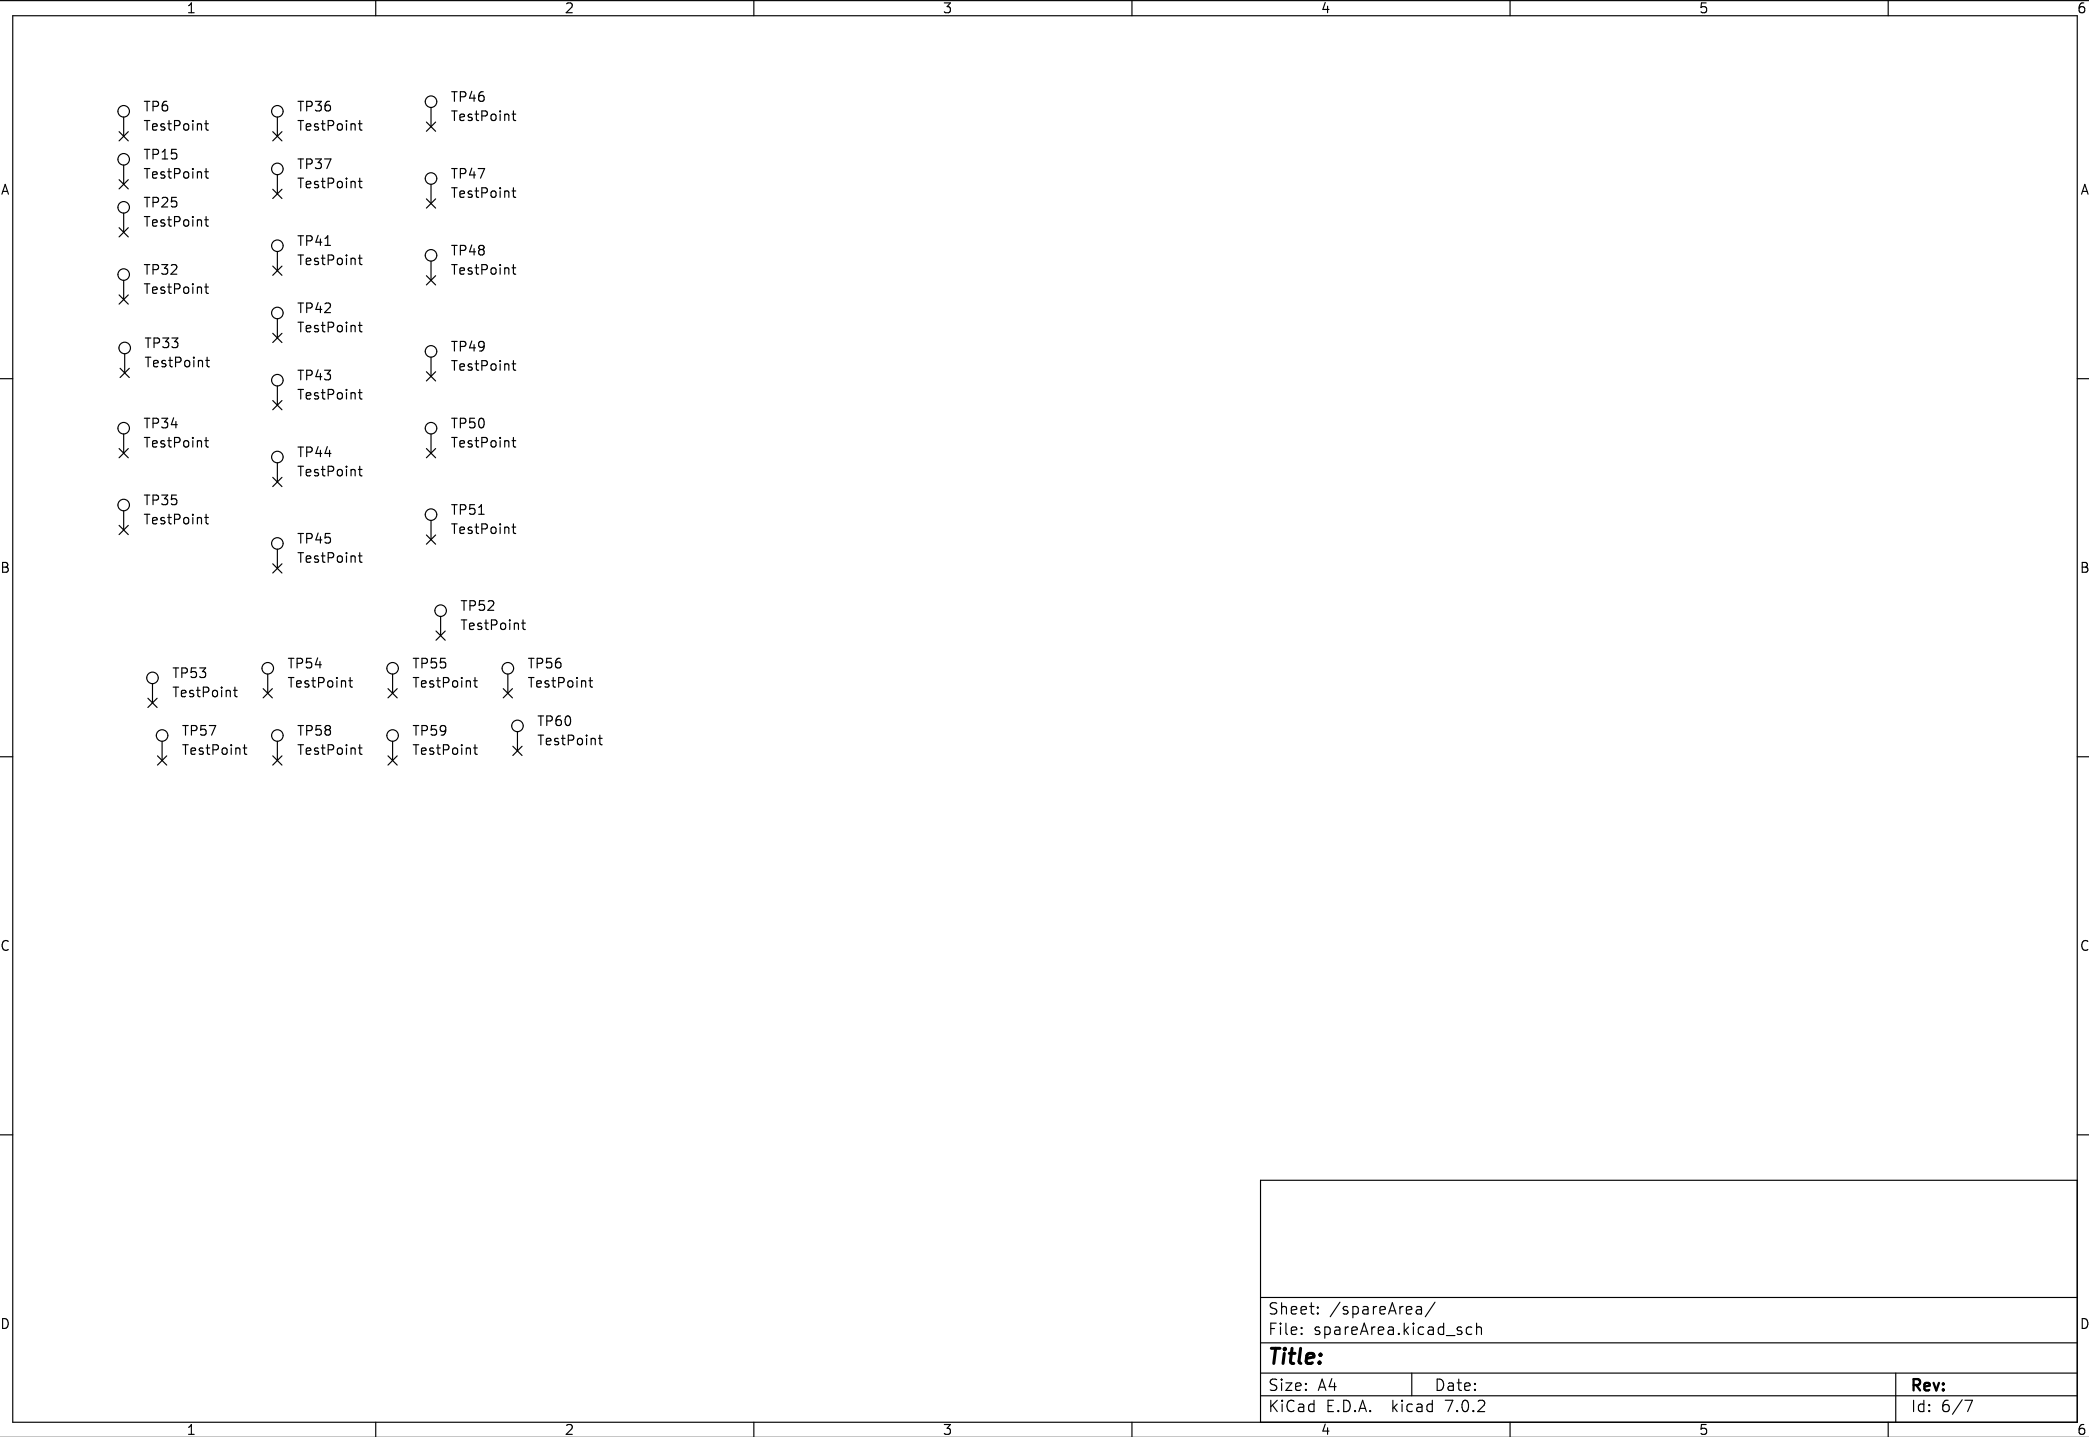 1 2 3 4 5 6
TP6
TestPoint
TP15
TestPoint
TP25
TestPoint
TP32
TestPoint
TP33
TestPoint
TP34
TestPoint
TP35
TestPoint
TP36
TestPoint
TP37
TestPoint
TP41
TestPoint
TP42
TestPoint
TP43
TestPoint
TP44
TestPoint
TP45
TestPoint
TP46
TestPoint
TP47
TestPoint
TP48
TestPoint
TP49
TestPoint
TP50
TestPoint
TP51
TestPoint
TP52
TestPoint
TP53
TestPoint
TP54
TestPoint
TP55
TestPoint
TP56
TestPoint
TP57
TestPoint
TP58
TestPoint
TP59
TestPoint
TP60
TestPoint
A A
B B
C C
D D
Sheet: /spareArea/
File: spareArea.kicad_sch
Title:
Size: A4 Date: Rev:
KiCad E.D.A. kicad 7.0.2 Id: 6/7
1 2 3 4 5 6